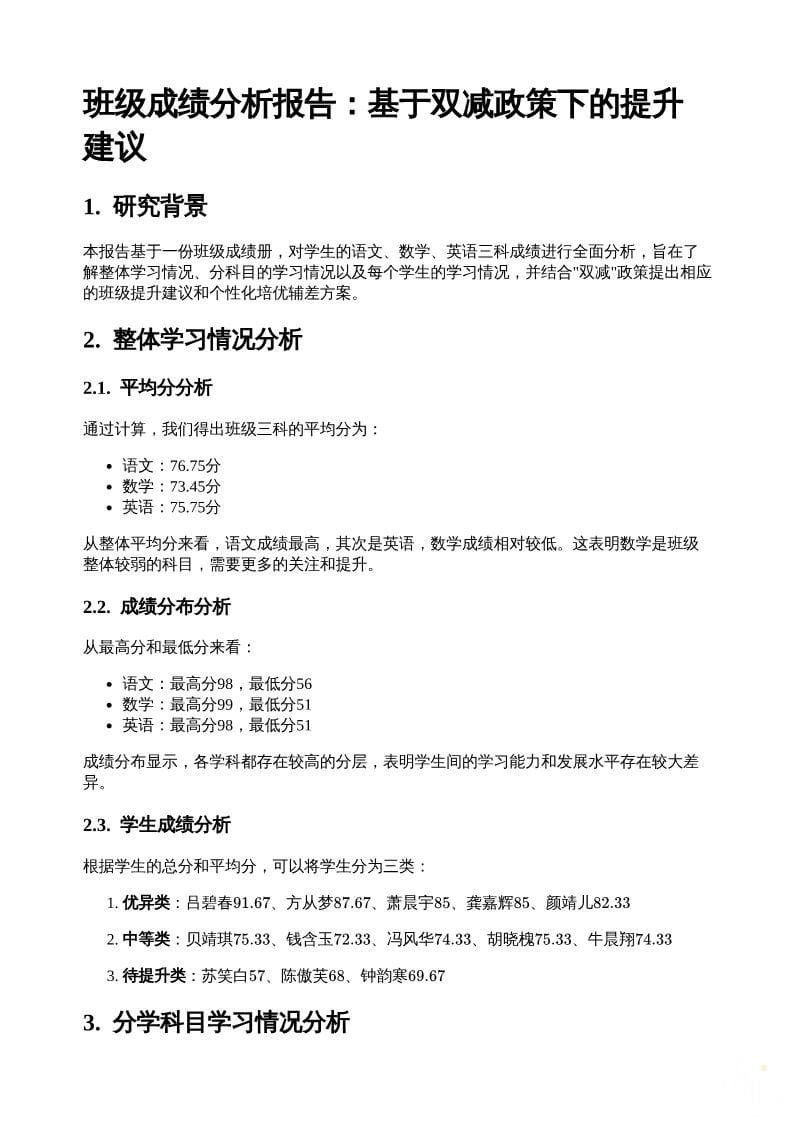 班级成绩分析报告：基于双减政策下的提升
建议
1. 研究背景
本报告基于一份班级成绩册，对学生的语文、数学、英语三科成绩进行全面分析，旨在了
解整体学习情况、分科目的学习情况以及每个学生的学习情况，并结合"双减"政策提出相应
的班级提升建议和个性化培优辅差方案。
2. 整体学习情况分析
2.1. 平均分分析
通过计算，我们得出班级三科的平均分为：
• 语文：76.75分
• 数学：73.45分
• 英语：75.75分
从整体平均分来看，语文成绩最高，其次是英语，数学成绩相对较低。这表明数学是班级
整体较弱的科目，需要更多的关注和提升。
2.2. 成绩分布分析
从最高分和最低分来看：
• 语文：最高分98，最低分56
• 数学：最高分99，最低分51
• 英语：最高分98，最低分51
成绩分布显示，各学科都存在较高的分层，表明学生间的学习能力和发展水平存在较大差
异。
2.3. 学生成绩分析
根据学生的总分和平均分，可以将学生分为三类：
1. 优异类：吕碧春91.67、方从梦87.67、萧晨宇85、龚嘉辉85、颜靖儿82.33
2. 中等类：贝靖琪75.33、钱含玉72.33、冯风华74.33、胡晓槐75.33、牛晨翔74.33
3. 待提升类：苏笑白57、陈傲芙68、钟韵寒69.67
3. 分学科目学习情况分析